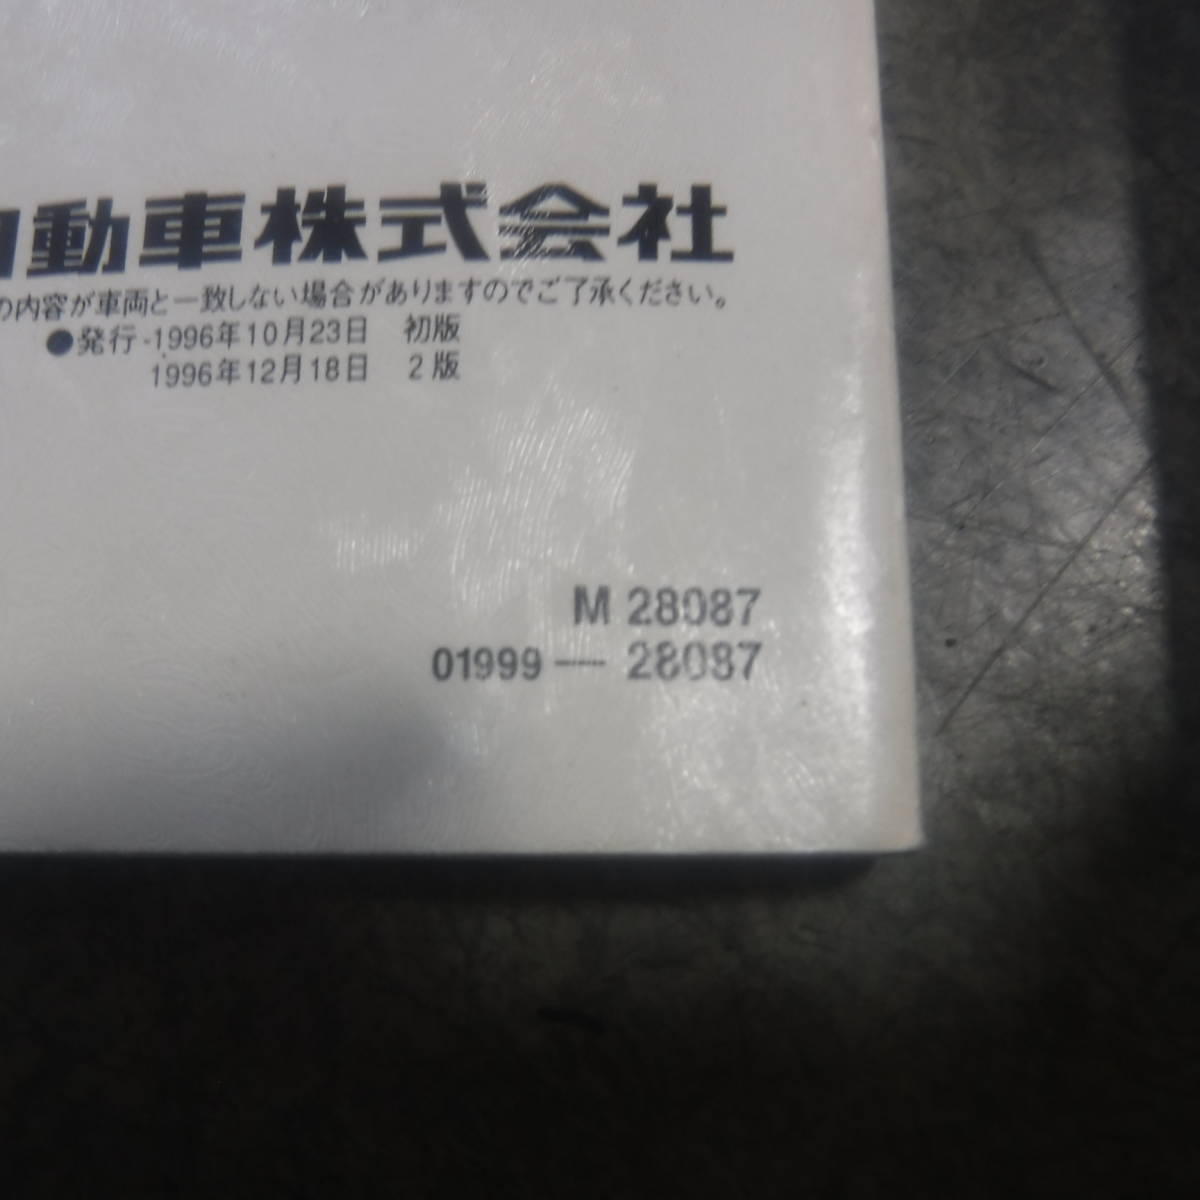 自動車株式会社
の内容が車両と一致しない場合がありますのでご了承ください。
●発行-1996年10月23日 初版
1996年12月18日 2版
M 28087
01999—28087